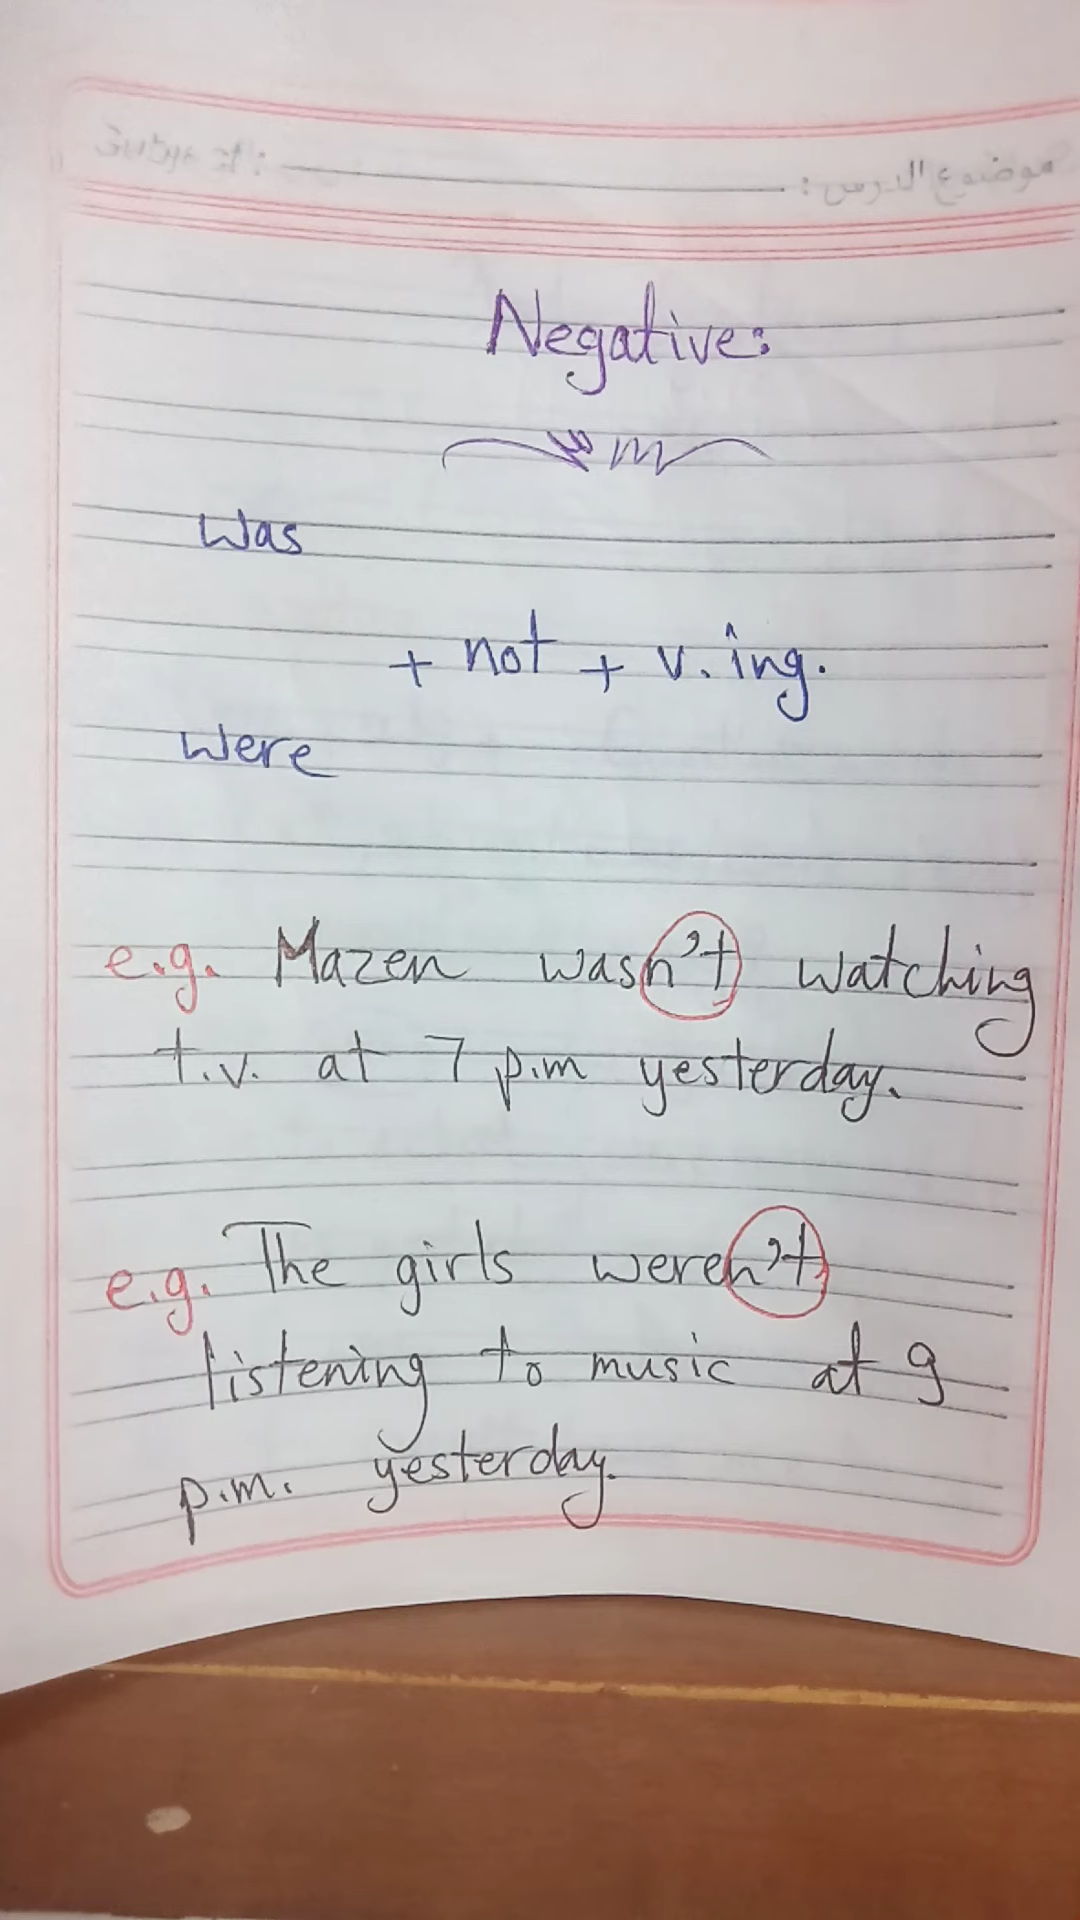 موضوع الدرس :
Negative:
Was
+ not + v. ing.
Were
e.g. Mazen wasn't watching
t.v. at 7 p.m yesterday.
e.g. The girls weren't
listening to music at 9
p.m. yesterday.